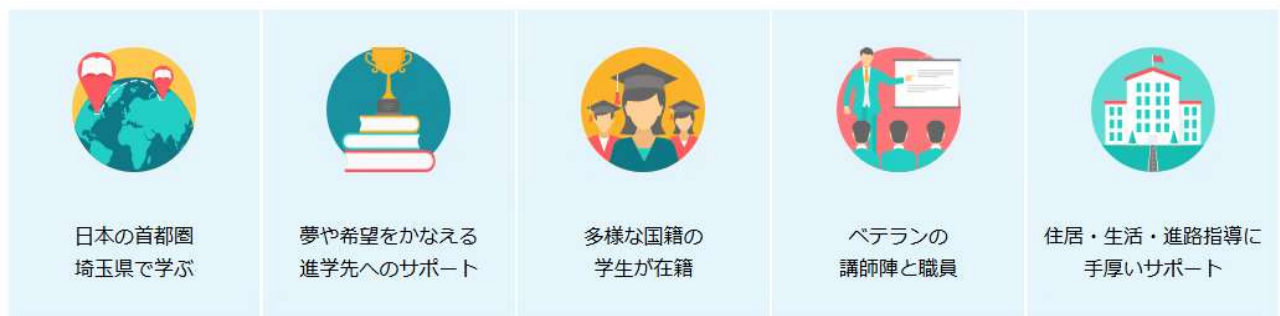 日本の首都圏
埼玉県で学ぶ
夢や希望をかなえる
進学先へのサポート
多様な国籍の
学生が在籍
ベテランの
講師陣と職員
住居・生活・進路指導に
手厚いサポート